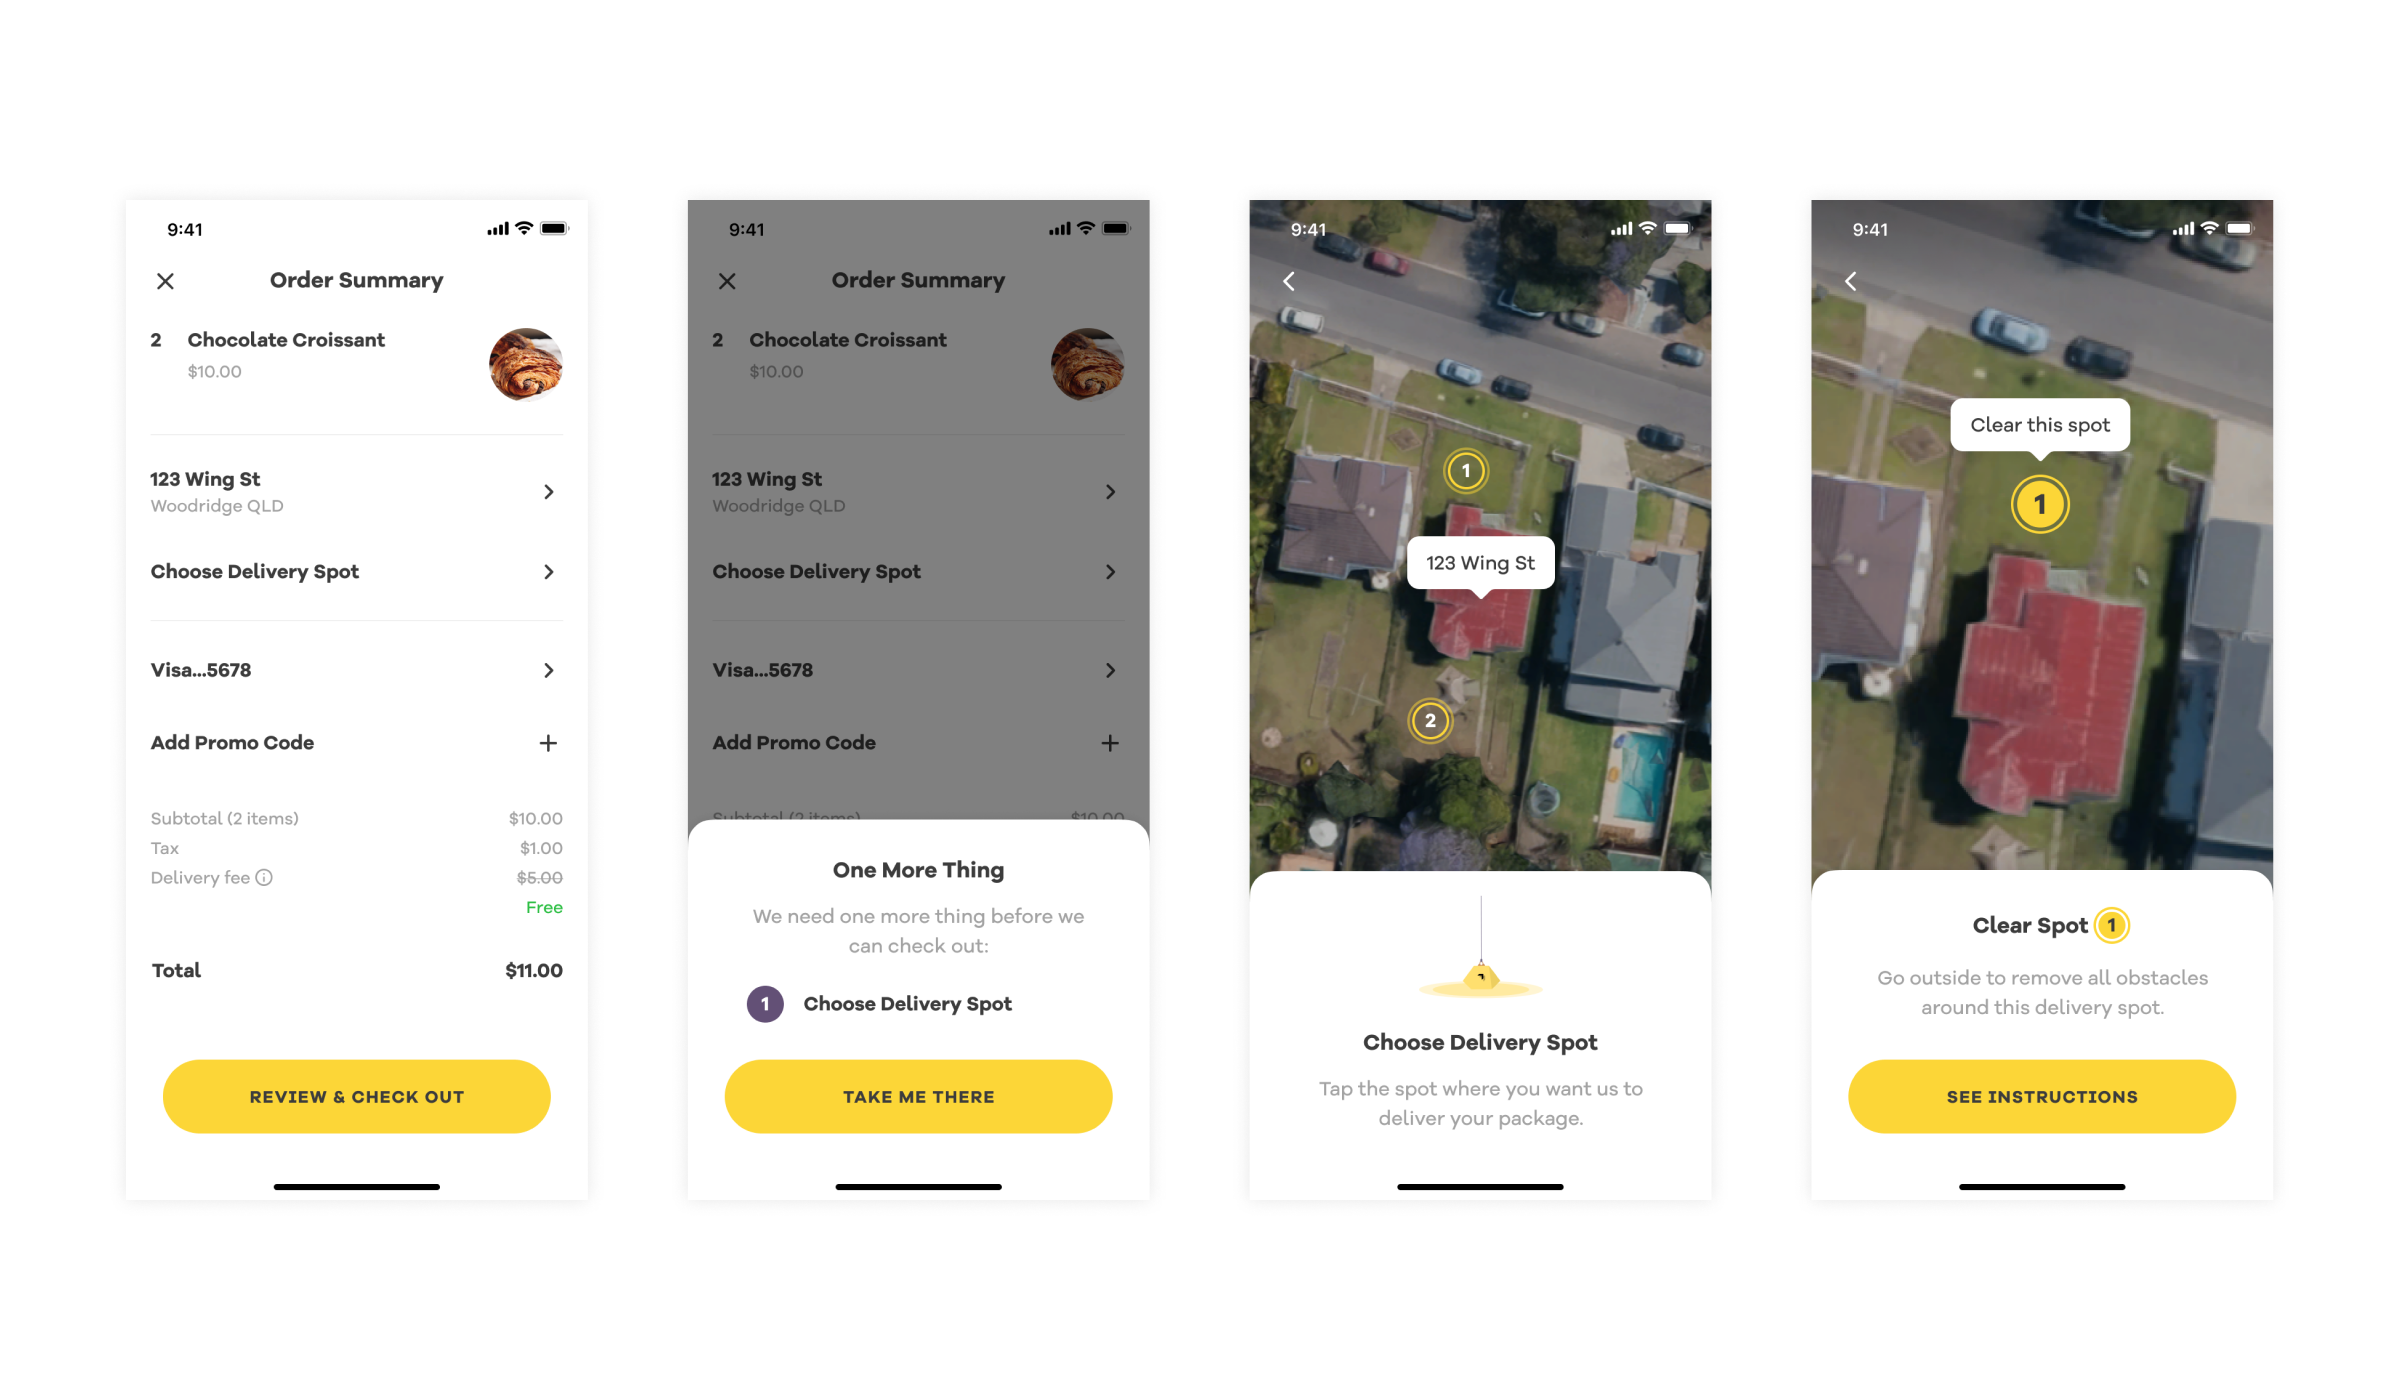 9:41
Order Summary
2 Chocolate Croissant
$10.00
123 Wing St
Woodridge QLD
Choose Delivery Spot
Visa...5678
Add Promo Code
Subtotal (2 items) $10.00
Tax $1.00
Delivery fee $5.00
Free
Total $11.00
REVIEW & CHECK OUT
9:41
Order Summary
2 Chocolate Croissant
$10.00
123 Wing St
Woodridge QLD
Choose Delivery Spot
Visa...5678
Add Promo Code
Subtotal (2 items) $10.00
One More Thing
We need one more thing before we
can check out:
1 Choose Delivery Spot
TAKE ME THERE
9:41
1
123 Wing St
2
Choose Delivery Spot
Tap the spot where you want us to
deliver your package.
9:41
Clear this spot
1
Clear Spot 1
Go outside to remove all obstacles
around this delivery spot.
SEE INSTRUCTIONS